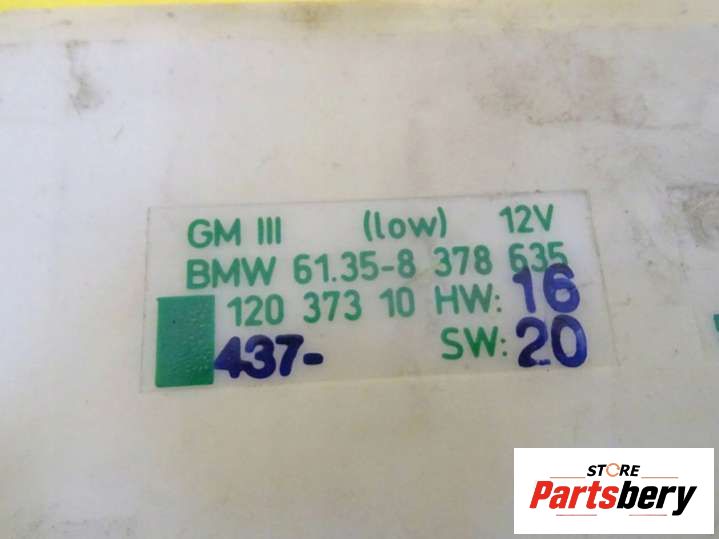 GM III (low) 12V
BMW 61.35-8 378 635
120 373 10 HW: 16
437- SW: 20
STORE
Partsbery